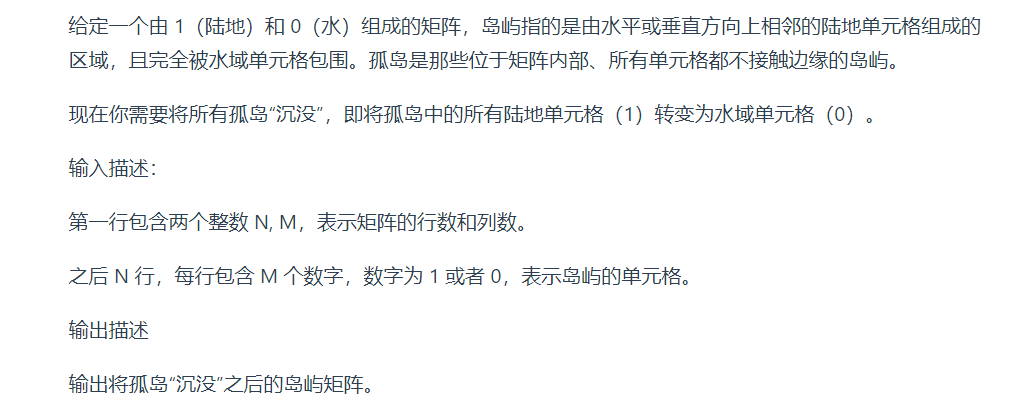 给定一个由 1（陆地）和 0（水）组成的矩阵，岛屿指的是由水平或垂直方向上相邻的陆地单元格组成的
区域，且完全被水域单元格包围。孤岛是那些位于矩阵内部、所有单元格都不接触边缘的岛屿。
现在你需要将所有孤岛“沉没”，即将孤岛中的所有陆地单元格（1）转变为水域单元格（0）。
输入描述：
第一行包含两个整数 N, M，表示矩阵的行数和列数。
之后 N 行，每行包含 M 个数字，数字为 1 或者 0，表示岛屿的单元格。
输出描述
输出将孤岛“沉没”之后的岛屿矩阵。